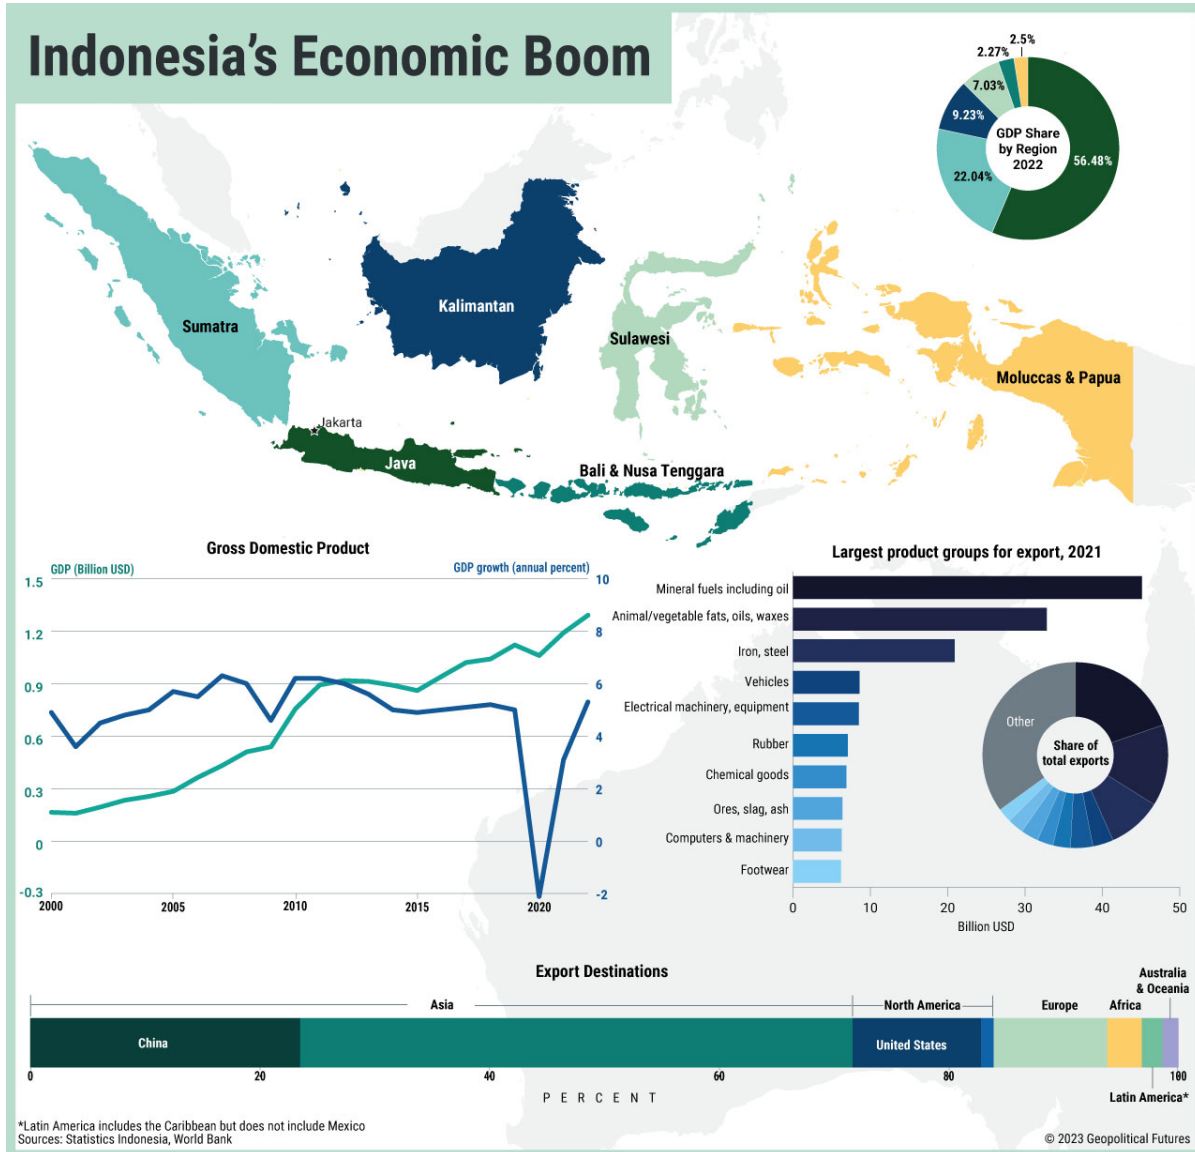 Indonesia's Economic Boom
2.5%
2.27%
7.03%
9.23%
22.04%
56.48%
GDP Share
by Region
2022
Kalimantan
Sumatra
Sulawesi
Moluccas & Papua
Jakarta
Java
Bali & Nusa Tenggara
Gross Domestic Product
GDP (Billion USD)
GDP growth (annual percent)
1.5
1.2
0.9
0.6
0.3
0
-0.3
10
8
6
4
2
0
-2
2000
2005
2010
2015
2020
Largest product groups for export, 2021
Mineral fuels including oil
Animal/vegetable fats, oils, waxes
Iron, steel
Vehicles
Electrical machinery, equipment
Rubber
Chemical goods
Ores, slag, ash
Computers & machinery
Footwear
0
10
20
30
40
50
Billion USD
Other
Share of
total exports
Export Destinations
Asia
North America
Europe
Africa
Australia
& Oceania
China
United States
0
20
40
60
80
100
PERCENT
Latin America*
*Latin America includes the Caribbean but does not include Mexico
Sources: Statistics Indonesia, World Bank
© 2023 Geopolitical Futures